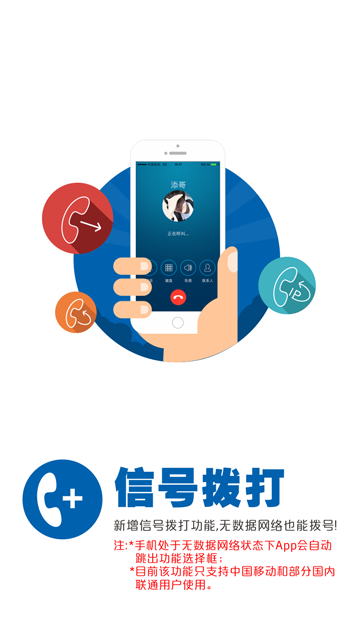 添哥
正在呼叫...
键盘 免提 联系人
IP
信号拨打
新增信号拨打功能,无数据网络也能拨号!
注:*手机处于无数据网络状态下App会自动
跳出功能选择框;
*目前该功能只支持中国移动和部分国内
联通用户使用。